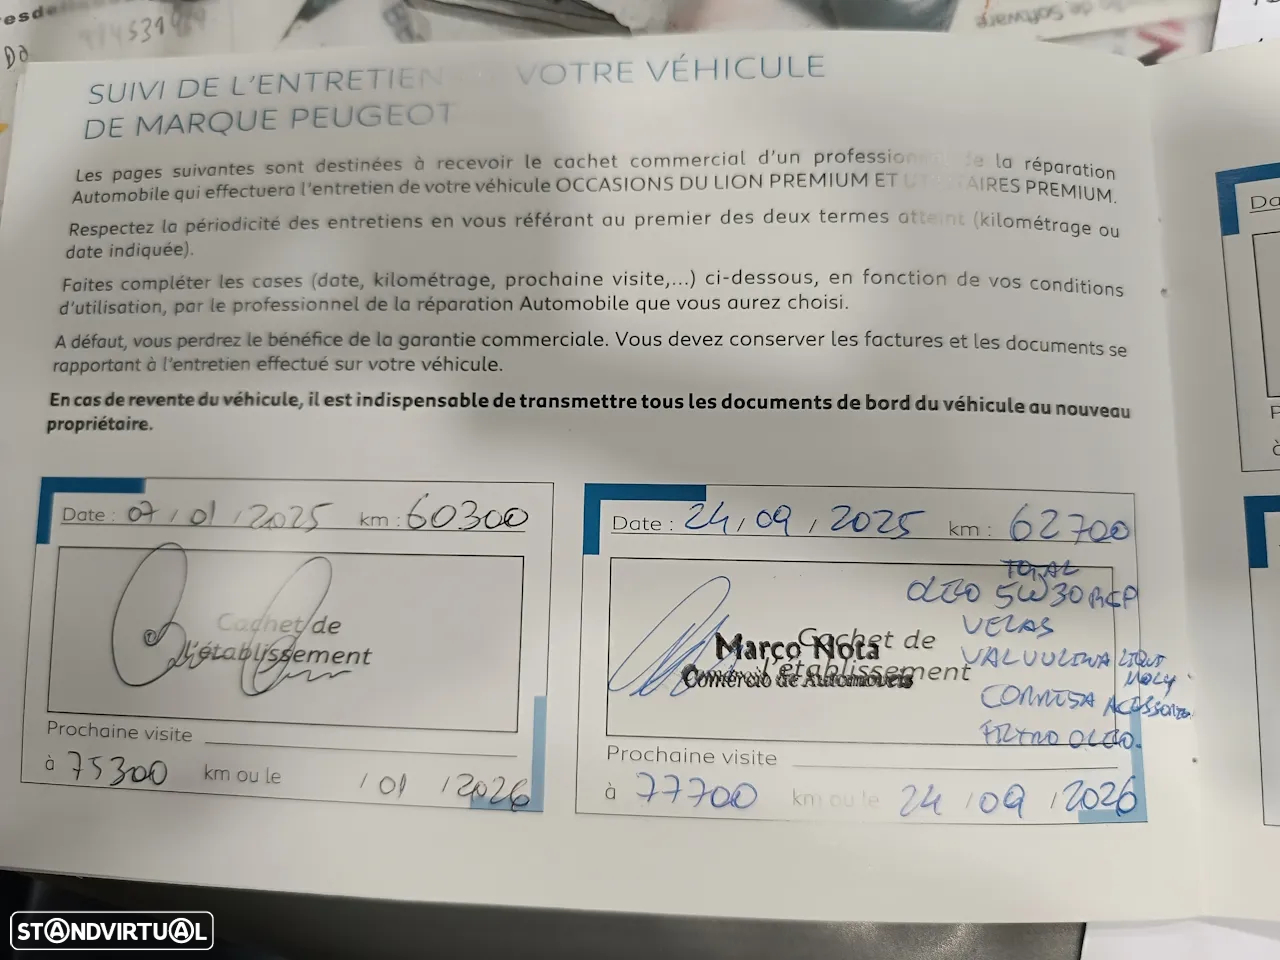 SUIVI DE L'ENTRETIEN VOTRE VÉHICULE
DE MARQUE PEUGEOT
Les pages suivantes sont destinées à recevoir le cachet commercial d'un profession de la réparation
Automobile qui effectuera l'entretien de votre véhicule OCCASIONS DU LION PREMIUM ET UTILITAIRES PREMIUM.
Respectez la périodicité des entretiens en vous référant au premier des deux termes atteint (kilométrage ou
date indiquée).
Faites compléter les cases (date, kilométrage, prochaine visite,...) ci-dessous, en fonction de vos conditions
d'utilisation, par le professionnel de la réparation Automobile que vous aurez choisi.
A défaut, vous perdrez le bénéfice de la garantie commerciale. Vous devez conserver les factures et les documents se
rapportant à l'entretien effectué sur votre véhicule.
En cas de revente du véhicule, il est indispensable de transmettre tous les documents de bord du véhicule au nouveau
propriétaire.
Date : 07 / 01 / 2025 km : 60300
Cachet de
l'établissement
Prochaine visite
à 75300 km ou le / 01 / 2026
Date : 24 / 09 / 2025 km : 62700
TOTAL
OLEO 5W30 RCP
VELAS
VALVULINA LIQUI
MOLY
CORREIA ACESSORIOS
FILTRO OLEO.
Cachet de
l'établissement
Marco Nota
Comércio de Automóveis
Prochaine visite
à 77700 km ou le 24 / 09 / 2026
STANDVIRTUAL